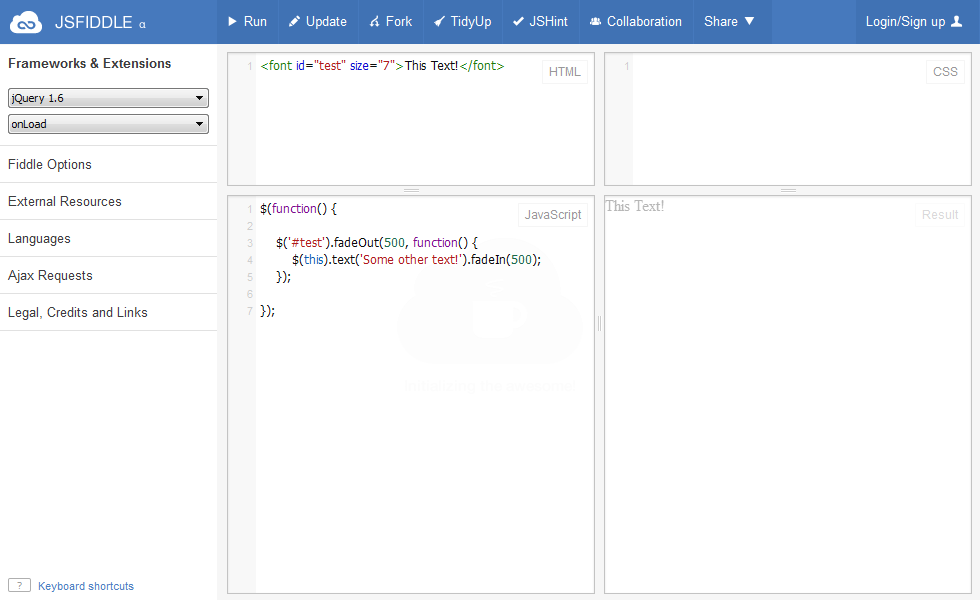 JSFIDDLE α
Run Update Fork TidyUp JSHint Collaboration Share ▼ Login/Sign up
Frameworks & Extensions
jQuery 1.6
onLoad
Fiddle Options
External Resources
Languages
Ajax Requests
Legal, Credits and Links
? Keyboard shortcuts
1 <font id="test" size="7">This Text!</font>
HTML
1
CSS
1 $(function() {
2
3 $('#test').fadeOut(500, function() {
4 $(this).text('Some other text!').fadeIn(500);
5 });
6
7 });
JavaScript
This Text!
Result